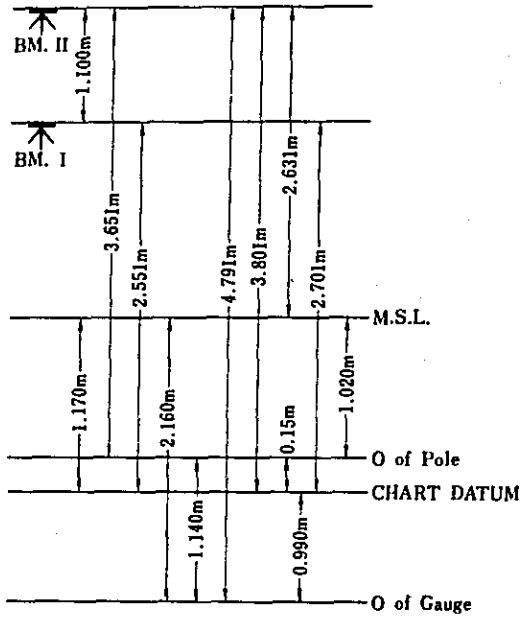 BM. II
1.100m
BM. I
3.651m
2.551m
4.791m
3.801m
2.631m
2.701m
M.S.L.
1.170m
2.160m
1.020m
0.15m
O of Pole
CHART DATUM
1.140m
0.990m
O of Gauge